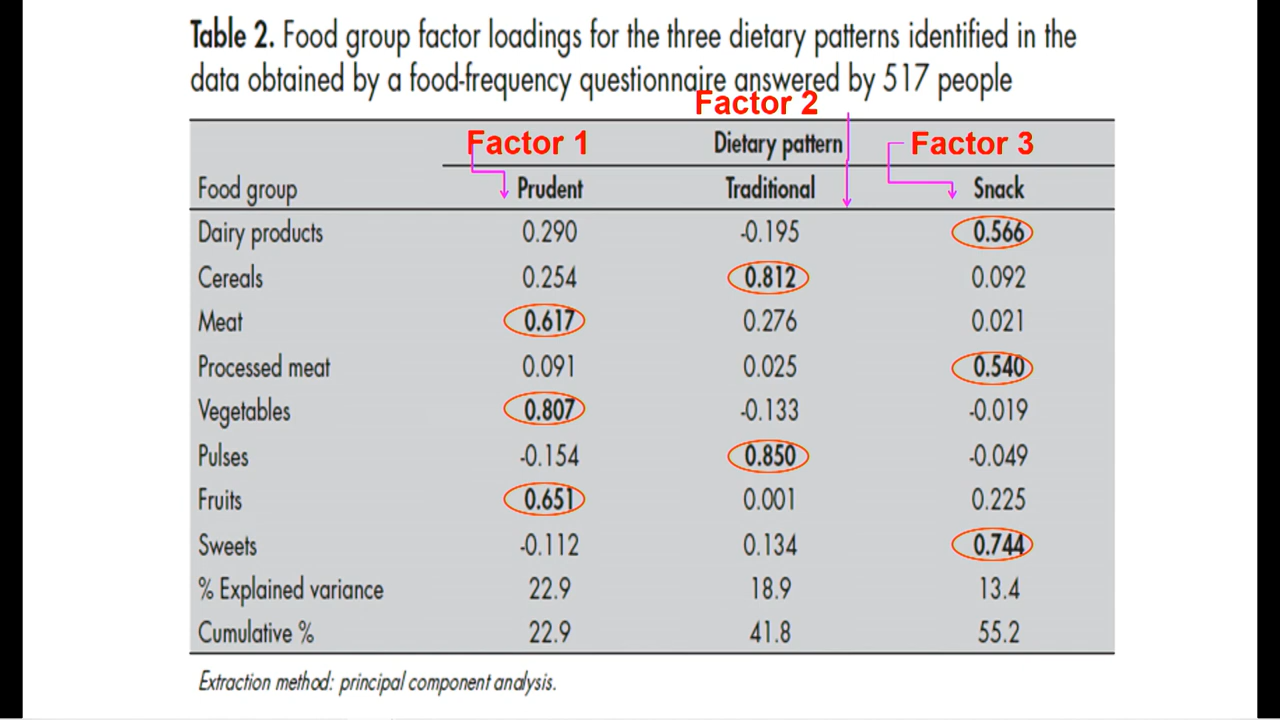 Table 2. Food group factor loadings for the three dietary patterns identified in the
data obtained by a food-frequency questionnaire answered by 517 people
Factor 2
Factor 1 Dietary pattern Factor 3
Food group Prudent Traditional Snack
Dairy products 0.290 -0.195 0.566
Cereals 0.254 0.812 0.092
Meat 0.617 0.276 0.021
Processed meat 0.091 0.025 0.540
Vegetables 0.807 -0.133 -0.019
Pulses -0.154 0.850 -0.049
Fruits 0.651 0.001 0.225
Sweets -0.112 0.134 0.744
% Explained variance 22.9 18.9 13.4
Cumulative % 22.9 41.8 55.2
Extraction method: principal component analysis.